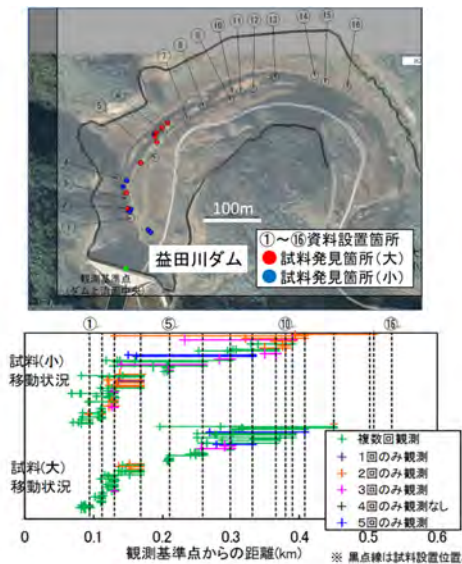 ⑩ ⑪ ⑫ ⑬ ⑭ ⑮ ⑯
⑦ ⑧ ⑨
100m
①～⑯資料設置箇所
試料発見箇所(大)
試料発見箇所(小)
益田川ダム
観測基準点
① ⑤ ⑩ ⑯
試料(小)
移動状況
試料(大)
移動状況
複数回観測
1回のみ観測
2回のみ観測
3回のみ観測
4回のみ観測なし
5回のみ観測
0 0.1 0.2 0.3 0.4 0.5 0.6
観測基準点からの距離(km)
※ 黒点線は試料設置位置